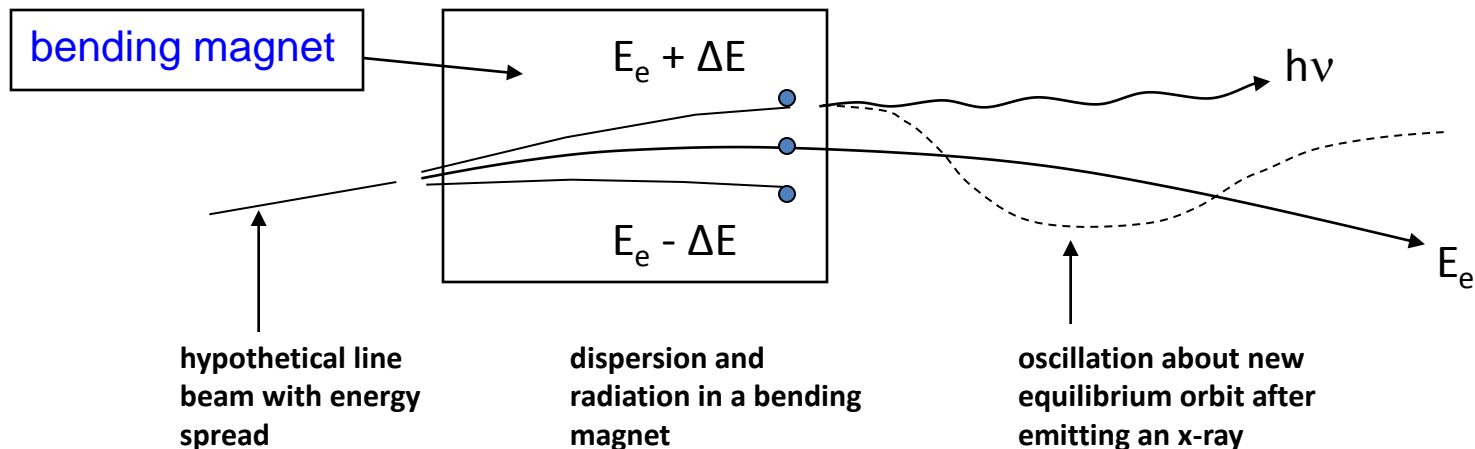 bending magnet
Eₑ + ΔE
hν
Eₑ - ΔE
Eₑ
hypothetical line
beam with energy
spread
dispersion and
radiation in a bending
magnet
oscillation about new
equilibrium orbit after
emitting an x-ray